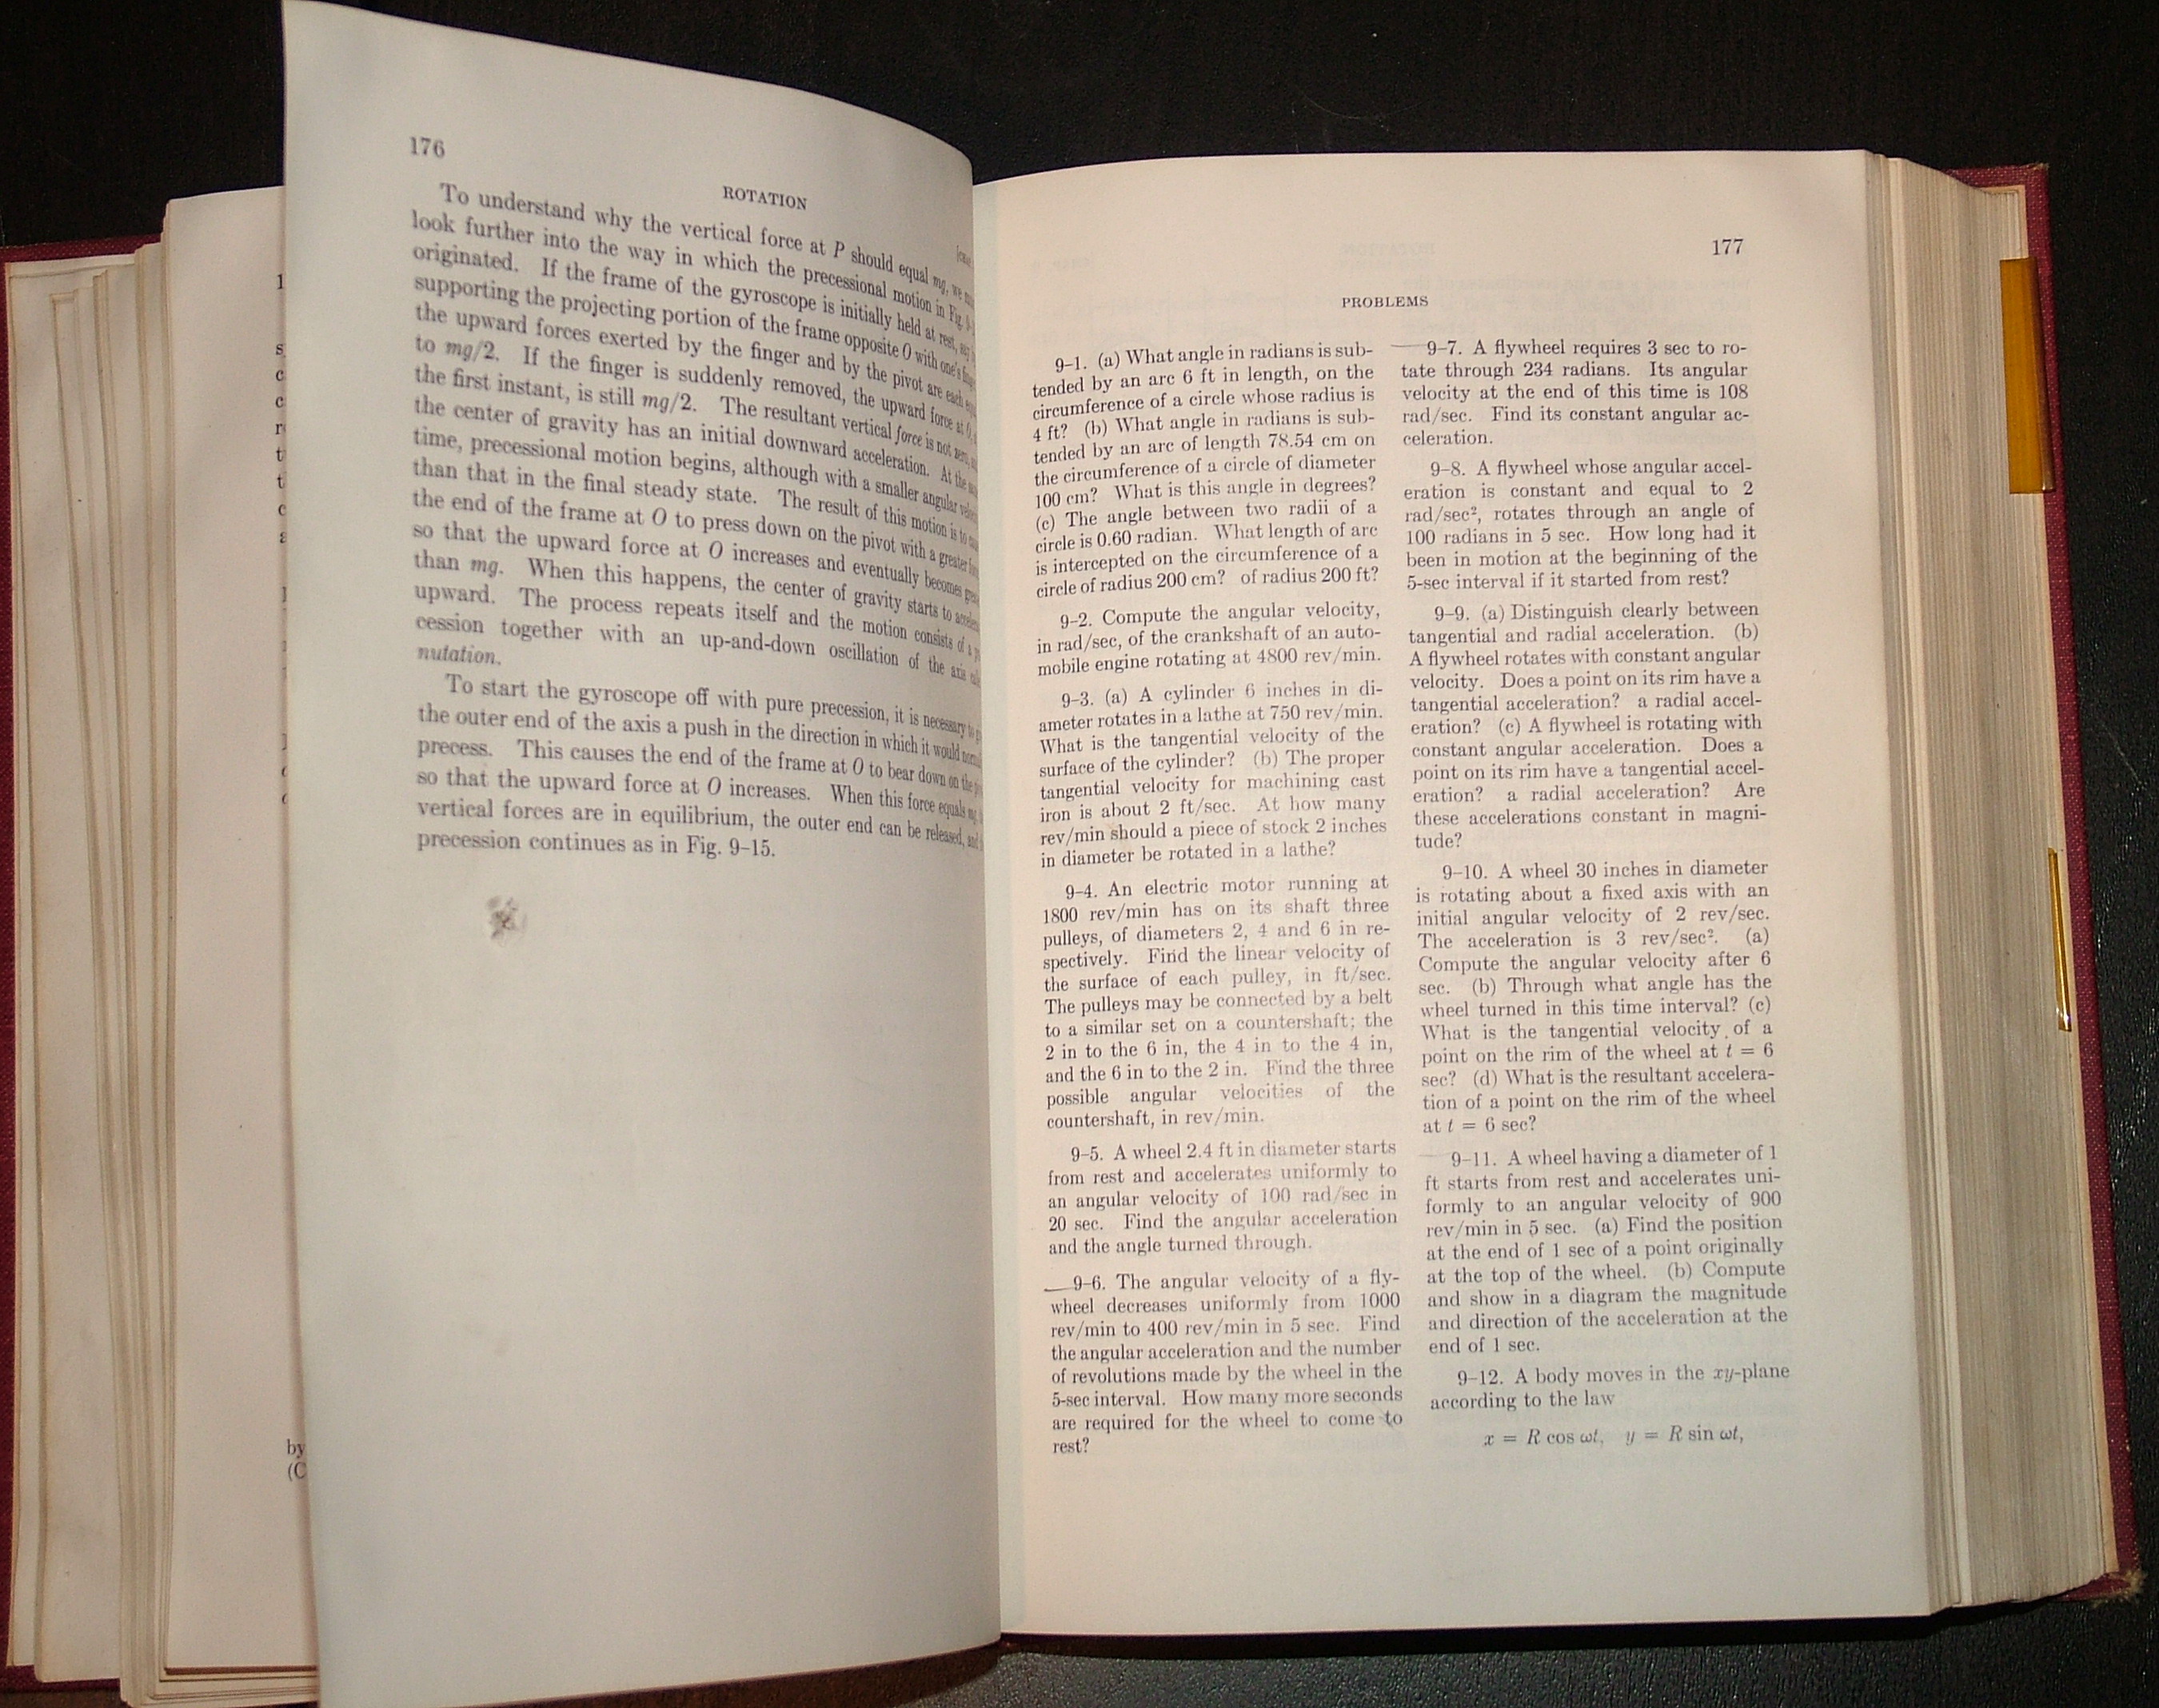 176
ROTATION
To understand why the vertical force at P should equal mg, we
look further into the way in which the precessional motion in Fig.
originated. If the frame of the gyroscope is initially held at rest, say
supporting the projecting portion of the frame opposite O with one's
the upward forces exerted by the finger and by the pivot are each
to mg/2. If the finger is suddenly removed, the upward force at O,
the first instant, is still mg/2. The resultant vertical force is not zero,
the center of gravity has an initial downward acceleration. At the
time, precessional motion begins, although with a smaller angular
than that in the final steady state. The result of this motion is to
the end of the frame at O to press down on the pivot with a greater
so that the upward force at O increases and eventually becomes
than mg. When this happens, the center of gravity starts to
upward. The process repeats itself and the motion consists of a
cession together with an up-and-down oscillation of the axis
nutation.
To start the gyroscope off with pure precession, it is necessary to
the outer end of the axis a push in the direction in which it would
precess. This causes the end of the frame at O to bear down on the
so that the upward force at O increases. When this force equals mg
vertical forces are in equilibrium, the outer end can be released, and
precession continues as in Fig. 9–15.
by
(C
177
PROBLEMS
9–1. (a) What angle in radians is sub-
tended by an arc 6 ft in length, on the
circumference of a circle whose radius is
4 ft? (b) What angle in radians is sub-
tended by an arc of length 78.54 cm on
the circumference of a circle of diameter
100 cm? What is this angle in degrees?
(c) The angle between two radii of a
circle is 0.60 radian. What length of arc
is intercepted on the circumference of a
circle of radius 200 cm? of radius 200 ft?
9–2. Compute the angular velocity,
in rad/sec, of the crankshaft of an auto-
mobile engine rotating at 4800 rev/min.
9–3. (a) A cylinder 6 inches in di-
ameter rotates in a lathe at 750 rev/min.
What is the tangential velocity of the
surface of the cylinder? (b) The proper
tangential velocity for machining cast
iron is about 2 ft/sec. At how many
rev/min should a piece of stock 2 inches
in diameter be rotated in a lathe?
9–4. An electric motor running at
1800 rev/min has on its shaft three
pulleys, of diameters 2, 4 and 6 in re-
spectively. Find the linear velocity of
the surface of each pulley, in ft/sec.
The pulleys may be connected by a belt
to a similar set on a countershaft; the
2 in to the 6 in, the 4 in to the 4 in,
and the 6 in to the 2 in. Find the three
possible angular velocities of the
countershaft, in rev/min.
9–5. A wheel 2.4 ft in diameter starts
from rest and accelerates uniformly to
an angular velocity of 100 rad/sec in
20 sec. Find the angular acceleration
and the angle turned through.
9–6. The angular velocity of a fly-
wheel decreases uniformly from 1000
rev/min to 400 rev/min in 5 sec. Find
the angular acceleration and the number
of revolutions made by the wheel in the
5-sec interval. How many more seconds
are required for the wheel to come to
rest?
9–7. A flywheel requires 3 sec to ro-
tate through 234 radians. Its angular
velocity at the end of this time is 108
rad/sec. Find its constant angular ac-
celeration.
9–8. A flywheel whose angular accel-
eration is constant and equal to 2
rad/sec², rotates through an angle of
100 radians in 5 sec. How long had it
been in motion at the beginning of the
5-sec interval if it started from rest?
9–9. (a) Distinguish clearly between
tangential and radial acceleration. (b)
A flywheel rotates with constant angular
velocity. Does a point on its rim have a
tangential acceleration? a radial accel-
eration? (c) A flywheel is rotating with
constant angular acceleration. Does a
point on its rim have a tangential accel-
eration? a radial acceleration? Are
these accelerations constant in magni-
tude?
9–10. A wheel 30 inches in diameter
is rotating about a fixed axis with an
initial angular velocity of 2 rev/sec.
The acceleration is 3 rev/sec². (a)
Compute the angular velocity after 6
sec. (b) Through what angle has the
wheel turned in this time interval? (c)
What is the tangential velocity of a
point on the rim of the wheel at t = 6
sec? (d) What is the resultant accelera-
tion of a point on the rim of the wheel
at t = 6 sec?
9–11. A wheel having a diameter of 1
ft starts from rest and accelerates uni-
formly to an angular velocity of 900
rev/min in 5 sec. (a) Find the position
at the end of 1 sec of a point originally
at the top of the wheel. (b) Compute
and show in a diagram the magnitude
and direction of the acceleration at the
end of 1 sec.
9–12. A body moves in the xy-plane
according to the law
x = R cos ωt, y = R sin ωt,